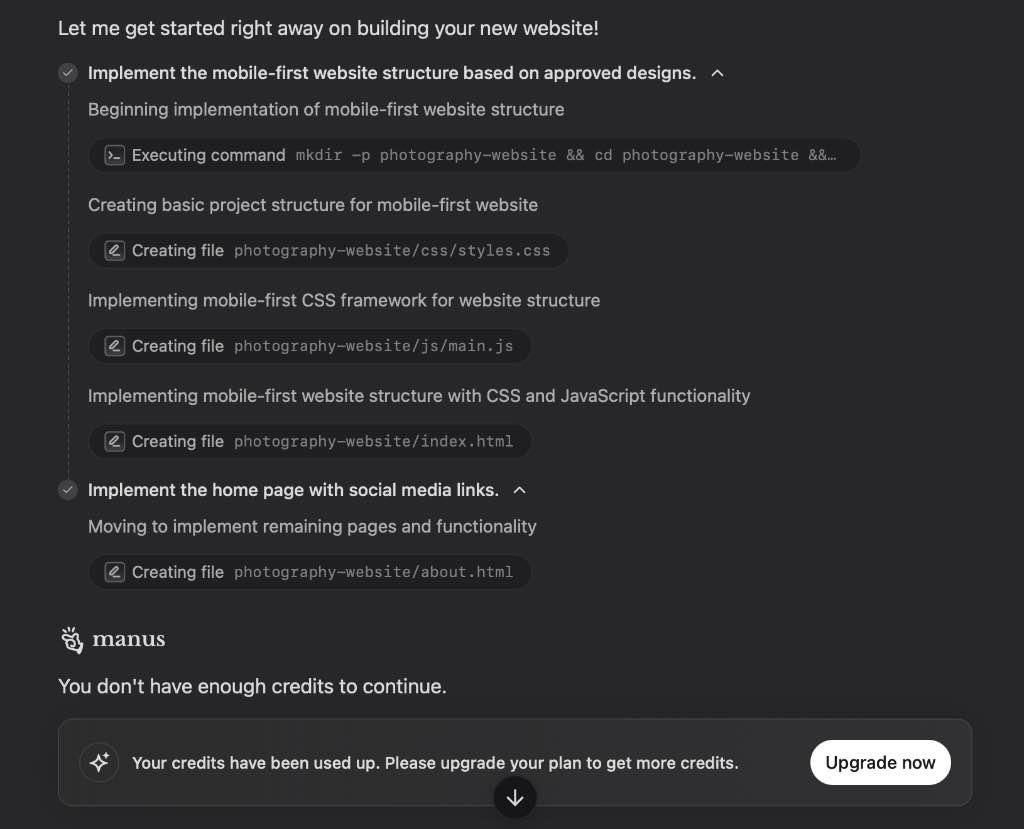 Let me get started right away on building your new website!
Implement the mobile-first website structure based on approved designs.
Beginning implementation of mobile-first website structure
Executing command mkdir -p photography-website && cd photography-website &&…
Creating basic project structure for mobile-first website
Creating file photography-website/css/styles.css
Implementing mobile-first CSS framework for website structure
Creating file photography-website/js/main.js
Implementing mobile-first website structure with CSS and JavaScript functionality
Creating file photography-website/index.html
Implement the home page with social media links.
Moving to implement remaining pages and functionality
Creating file photography-website/about.html
manus
You don't have enough credits to continue.
Your credits have been used up. Please upgrade your plan to get more credits.
Upgrade now